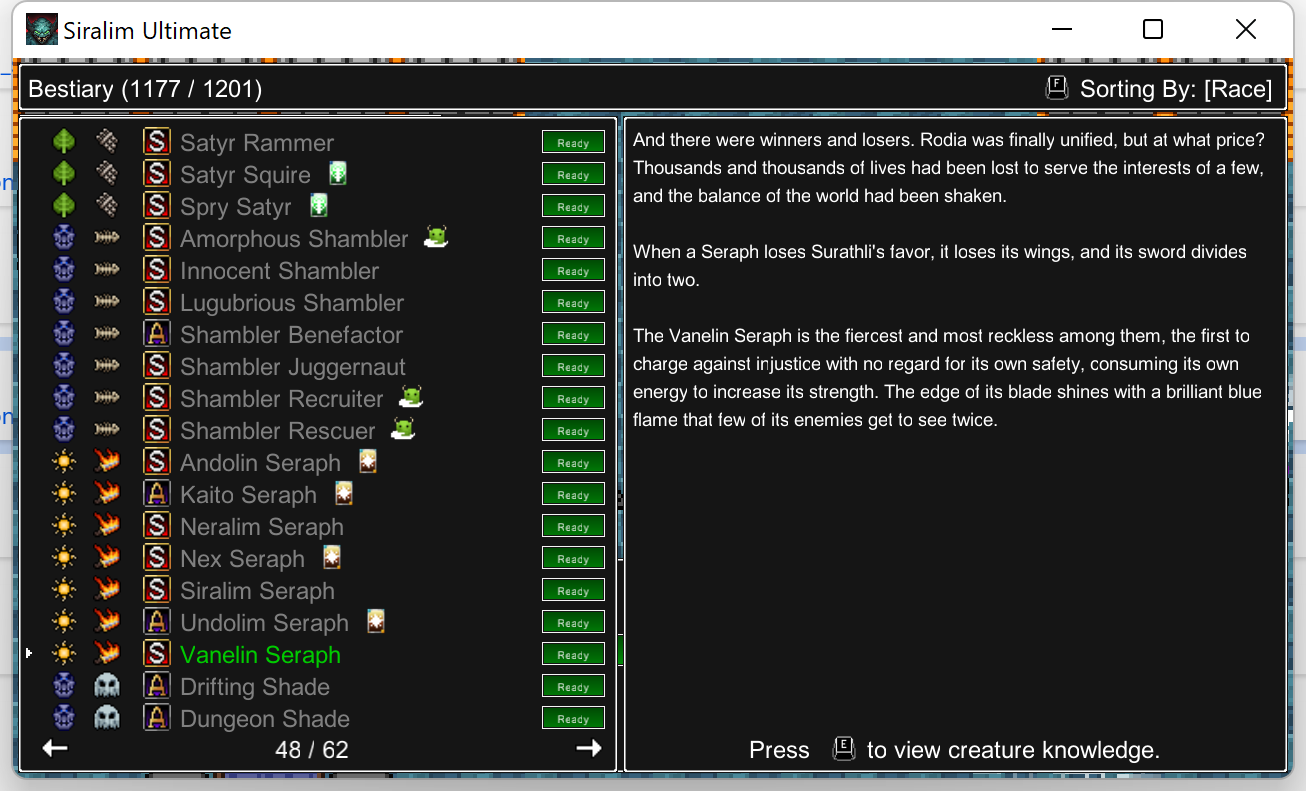 Siralim Ultimate
Bestiary (1177 / 1201)
F Sorting By: [Race]
S Satyr Rammer Ready
S Satyr Squire Ready
S Spry Satyr Ready
S Amorphous Shambler Ready
S Innocent Shambler Ready
S Lugubrious Shambler Ready
A Shambler Benefactor Ready
S Shambler Juggernaut Ready
S Shambler Recruiter Ready
S Shambler Rescuer Ready
S Andolin Seraph Ready
A Kaito Seraph Ready
S Neralim Seraph Ready
S Nex Seraph Ready
S Siralim Seraph Ready
A Undolim Seraph Ready
S Vanelin Seraph Ready
A Drifting Shade Ready
A Dungeon Shade Ready
48 / 62
And there were winners and losers. Rodia was finally unified, but at what price?
Thousands and thousands of lives had been lost to serve the interests of a few,
and the balance of the world had been shaken.
When a Seraph loses Surathli's favor, it loses its wings, and its sword divides
into two.
The Vanelin Seraph is the fiercest and most reckless among them, the first to
charge against injustice with no regard for its own safety, consuming its own
energy to increase its strength. The edge of its blade shines with a brilliant blue
flame that few of its enemies get to see twice.
Press E to view creature knowledge.